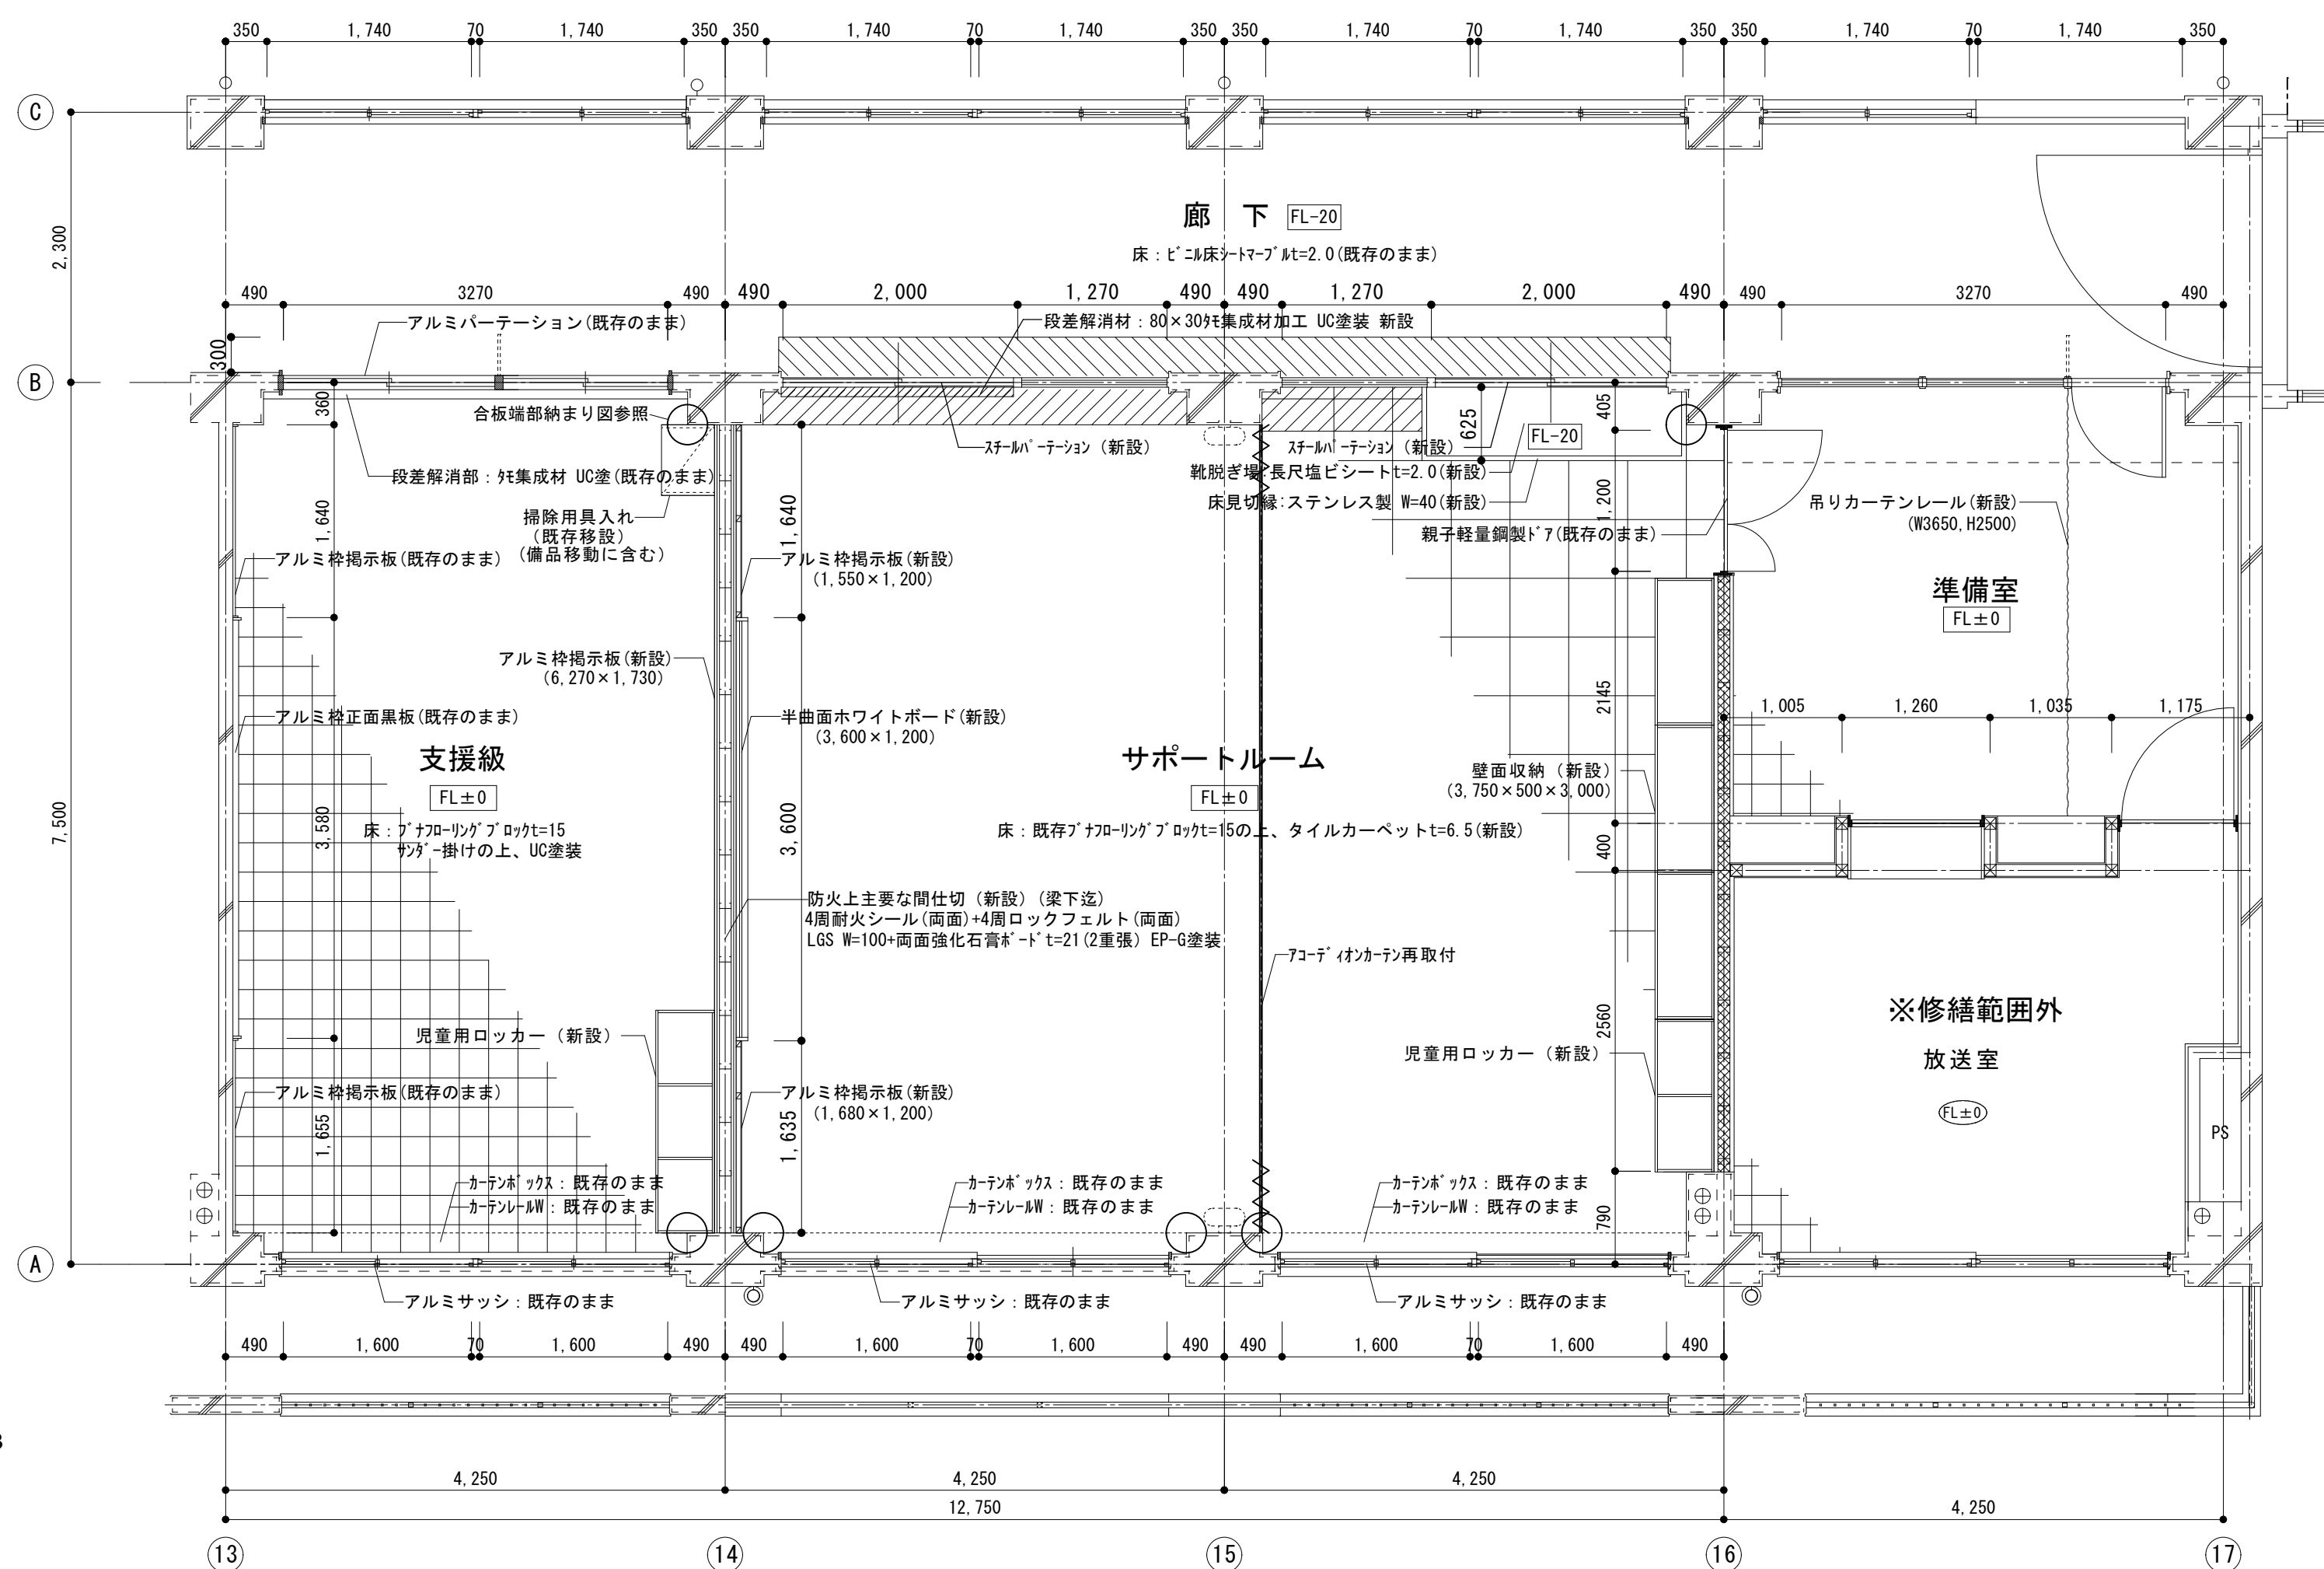 350 1,740 70 1,740 350 350 1,740 70 1,740 350 350 1,740 70 1,740 350 350 1,740 70 1,740 350
C
2,300
廊 下 FL-20
床：ﾋﾞﾆﾙ床ｼｰﾄﾏｰﾌﾞﾙt=2.0(既存のまま)
490 3270 490 490 2,000 1,270 490 490 1,270 2,000 490 490 3270 490
アルミパーテーション(既存のまま)
段差解消材：80×30ﾀﾓ集成材加工 UC塗装 新設
300
B
360
405
合板端部納まり図参照
625
FL-20
ｽﾁｰﾙﾊﾟｰﾃｰｼｮﾝ（新設）
ｽﾁｰﾙﾊﾟｰﾃｰｼｮﾝ（新設）
段差解消部：ﾀﾓ集成材 UC塗(既存のまま)
靴脱ぎ場:長尺塩ビシートt=2.0(新設)
床見切縁:ステンレス製 W=40(新設)
1,640
1,640
1,200
掃除用具入れ
(既存移設)
(備品移動に含む)
親子軽量鋼製ﾄﾞｱ(既存のまま)
吊りカーテンレール(新設)
(W3650,H2500)
アルミ枠掲示板(既存のまま)
アルミ枠掲示板(新設)
(1,550×1,200)
準備室
FL±0
アルミ枠掲示板(新設)
(6,270×1,730)
2145
1,005 1,260 1,035 1,175
アルミ枠正面黒板(既存のまま)
半曲面ホワイトボード(新設)
(3,600×1,200)
支援級
FL±0
サポートルーム
FL±0
壁面収納（新設）
(3,750×500×3,000)
7,500
3,580
3,600
400
床：ﾌﾞﾅﾌﾛｰﾘﾝｸﾞﾌﾞﾛｯｸt=15
ｻﾝﾀﾞｰ掛けの上、UC塗装
床：既存ﾌﾞﾅﾌﾛｰﾘﾝｸﾞﾌﾞﾛｯｸt=15の上、タイルカーペットt=6.5(新設)
防火上主要な間仕切（新設）(梁下迄)
4周耐火シール(両面)+4周ロックフェルト(両面)
LGS W=100+両面強化石膏ﾎﾞｰﾄﾞt=21(2重張) EP-G塗装
ｱｺｰﾃﾞｨｵﾝｶｰﾃﾝ再取付
2560
※修繕範囲外
放送室
FL±0
PS
児童用ロッカー（新設）
児童用ロッカー（新設）
アルミ枠掲示板(既存のまま)
アルミ枠掲示板(新設)
(1,680×1,200)
1,655
1,635
790
ｶｰﾃﾝﾎﾞｯｸｽ：既存のまま
ｶｰﾃﾝﾚｰﾙW：既存のまま
ｶｰﾃﾝﾎﾞｯｸｽ：既存のまま
ｶｰﾃﾝﾚｰﾙW：既存のまま
ｶｰﾃﾝﾎﾞｯｸｽ：既存のまま
ｶｰﾃﾝﾚｰﾙW：既存のまま
A
アルミサッシ：既存のまま
アルミサッシ：既存のまま
アルミサッシ：既存のまま
490 1,600 70 1,600 490 490 1,600 70 1,600 490 490 1,600 70 1,600 490
4,250 4,250 4,250
12,750 4,250
13 14 15 16 17